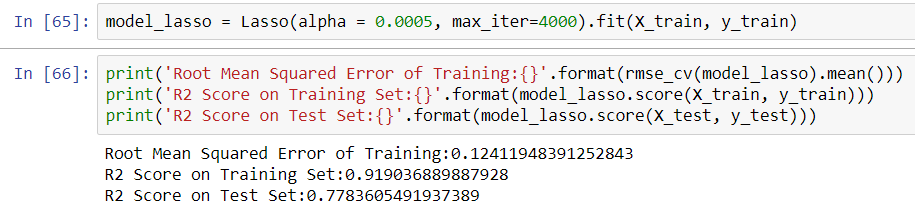 In [65]: model_lasso = Lasso(alpha = 0.0005, max_iter=4000).fit(X_train, y_train)
In [66]: print('Root Mean Squared Error of Training:{}'.format(rmse_cv(model_lasso).mean()))
print('R2 Score on Training Set:{}'.format(model_lasso.score(X_train, y_train)))
print('R2 Score on Test Set:{}'.format(model_lasso.score(X_test, y_test)))
Root Mean Squared Error of Training:0.12411948391252843
R2 Score on Training Set:0.919036889887928
R2 Score on Test Set:0.7783605491937389